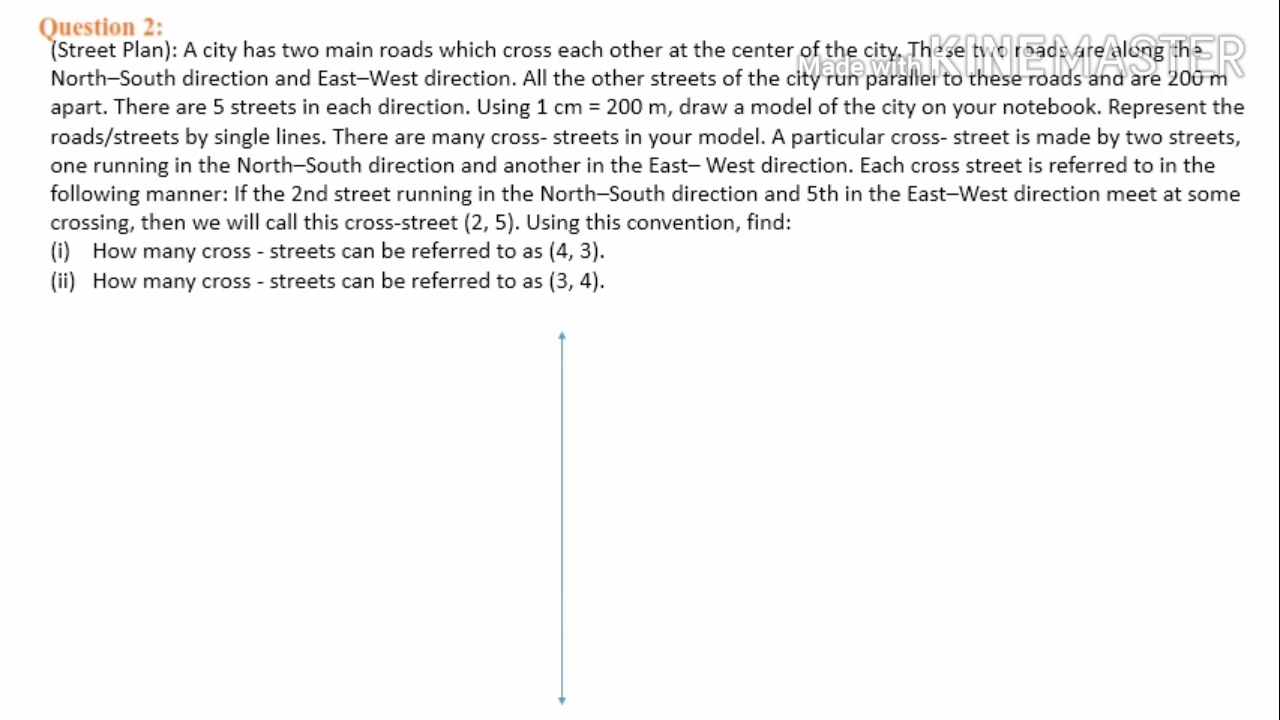 Question 2:
(Street Plan): A city has two main roads which cross each other at the center of the city. These two roads are along the
Made with KINEMASTER
North–South direction and East–West direction. All the other streets of the city run parallel to these roads and are 200 m
apart. There are 5 streets in each direction. Using 1 cm = 200 m, draw a model of the city on your notebook. Represent the
roads/streets by single lines. There are many cross- streets in your model. A particular cross- street is made by two streets,
one running in the North–South direction and another in the East– West direction. Each cross street is referred to in the
following manner: If the 2nd street running in the North–South direction and 5th in the East–West direction meet at some
crossing, then we will call this cross-street (2, 5). Using this convention, find:
(i) How many cross - streets can be referred to as (4, 3).
(ii) How many cross - streets can be referred to as (3, 4).